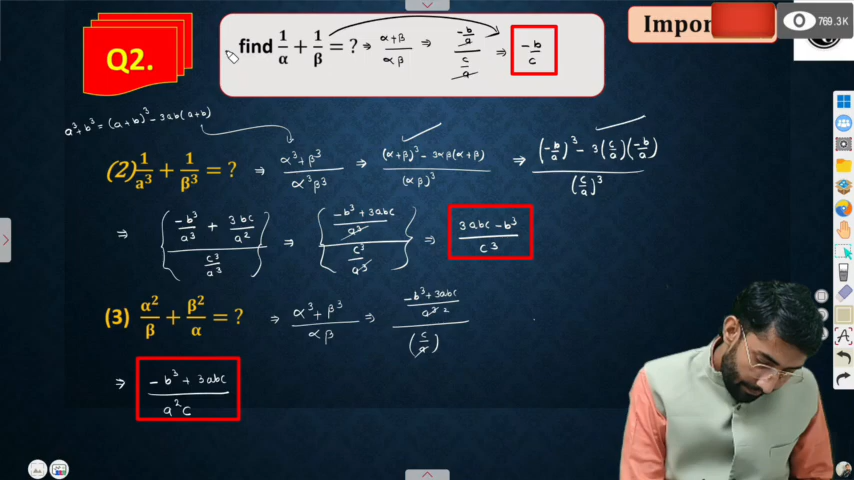 Q2.
find 1/α + 1/β = ? ⇒ (α+β)/(αβ) ⇒ (-b/a)/(c/a) ⇒ -b/c
Impor
769.3K
a³+b³ = (a+b)³ - 3ab(a+b)
(2) 1/a³ + 1/β³ = ? ⇒ (α³+β³)/(α³β³) ⇒ ((α+β)³ - 3αβ(α+β))/(αβ)³ ⇒ ((-b/a)³ - 3(c/a)(-b/a))/(c/a)³
⇒ {(-b³/a³ + 3bc/a²)/(c³/a³)} ⇒ {((-b³+3abc)/a³)/(c³/a³)} ⇒ (3abc-b³)/c³
(3) α²/β + β²/α = ? ⇒ (α³+β³)/(αβ) ⇒ ((-b³+3abc)/a³ ²)/(c/a)
⇒ (-b³+3abc)/(a²c)